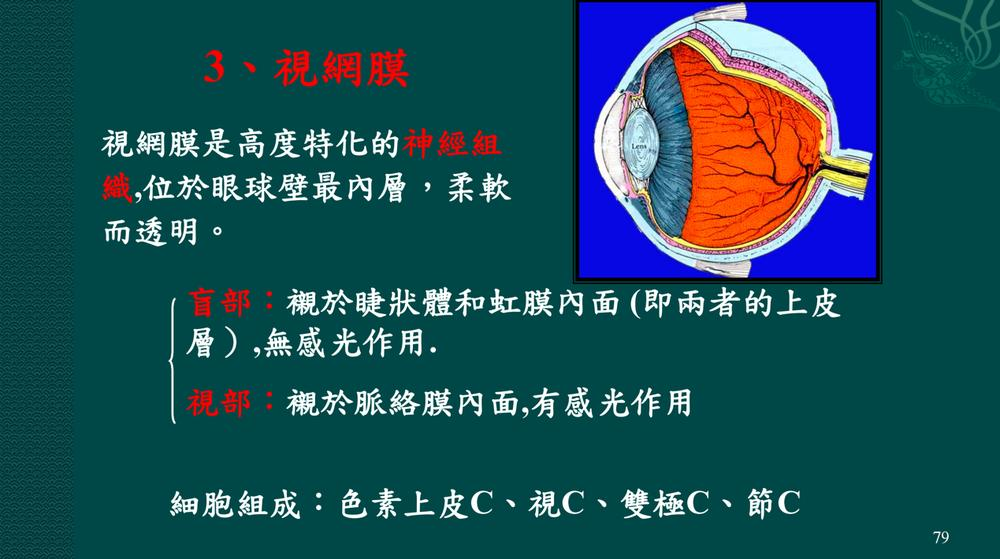 3、視網膜
視網膜是高度特化的神經組
織,位於眼球壁最內層，柔軟
而透明。
Lens
盲部：襯於睫狀體和虹膜內面 (即兩者的上皮
層）,無感光作用.
視部：襯於脈絡膜內面,有感光作用
細胞組成：色素上皮C、視C、雙極C、節C
79